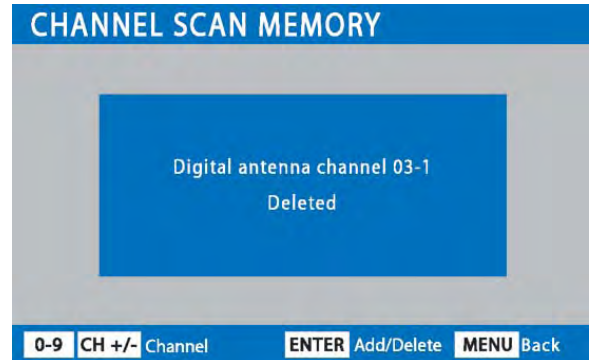 CHANNEL SCAN MEMORY
Digital antenna channel 03-1
Deleted
0-9 CH +/- Channel ENTER Add/Delete MENU Back